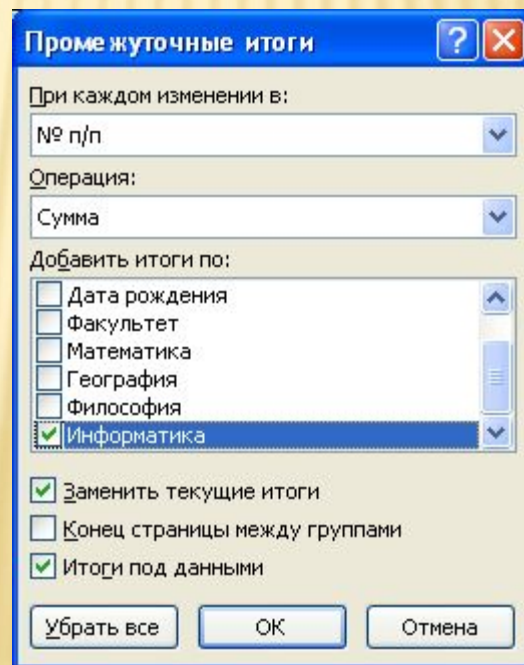 Промежуточные итоги
При каждом изменении в:
№ п/п
Операция:
Сумма
Добавить итоги по:
Дата рождения
Факультет
Математика
География
Философия
Информатика
Заменить текущие итоги
Конец страницы между группами
Итоги под данными
Убрать все ОК Отмена